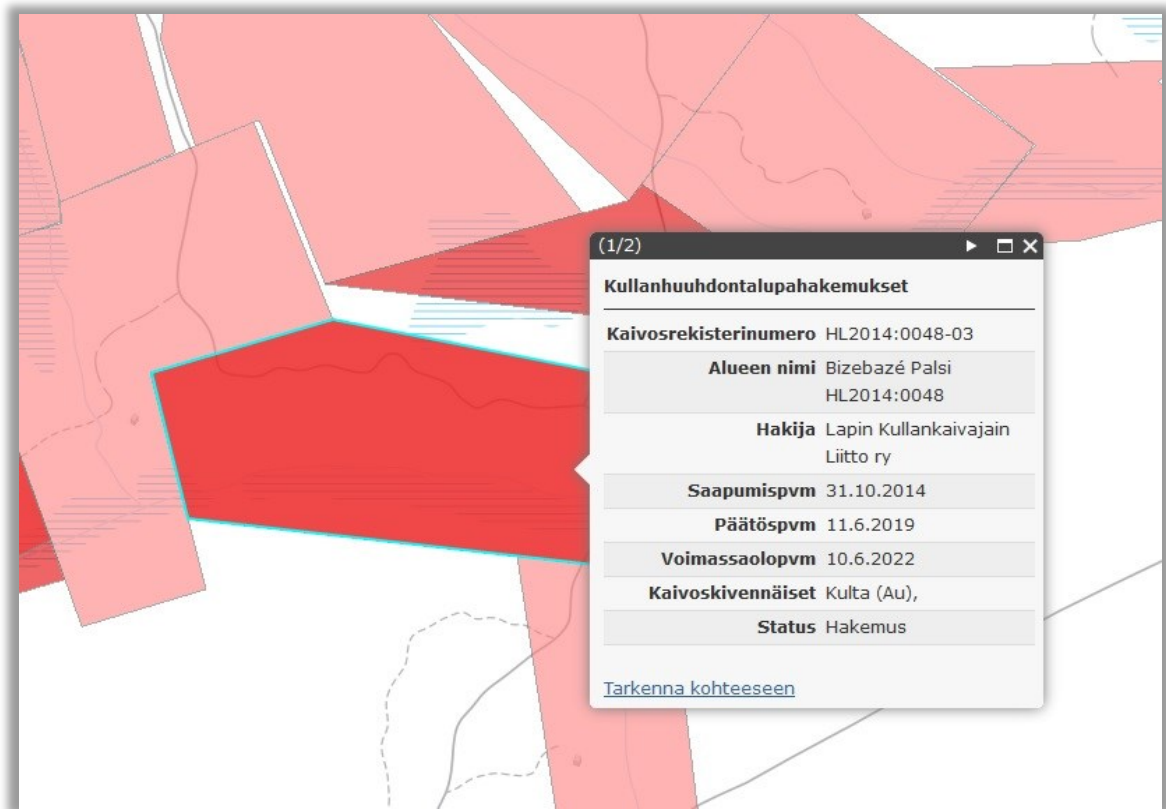 (1/2)
Kullanhuuhdontalupahakemukset
Kaivosrekisterinumero HL2014:0048-03
Alueen nimi Bizebazé Palsi
HL2014:0048
Hakija Lapin Kullankaivajain
Liitto ry
Saapumispvm 31.10.2014
Päätöspvm 11.6.2019
Voimassaolopvm 10.6.2022
Kaivoskivennäiset Kulta (Au),
Status Hakemus
Tarkenna kohteeseen